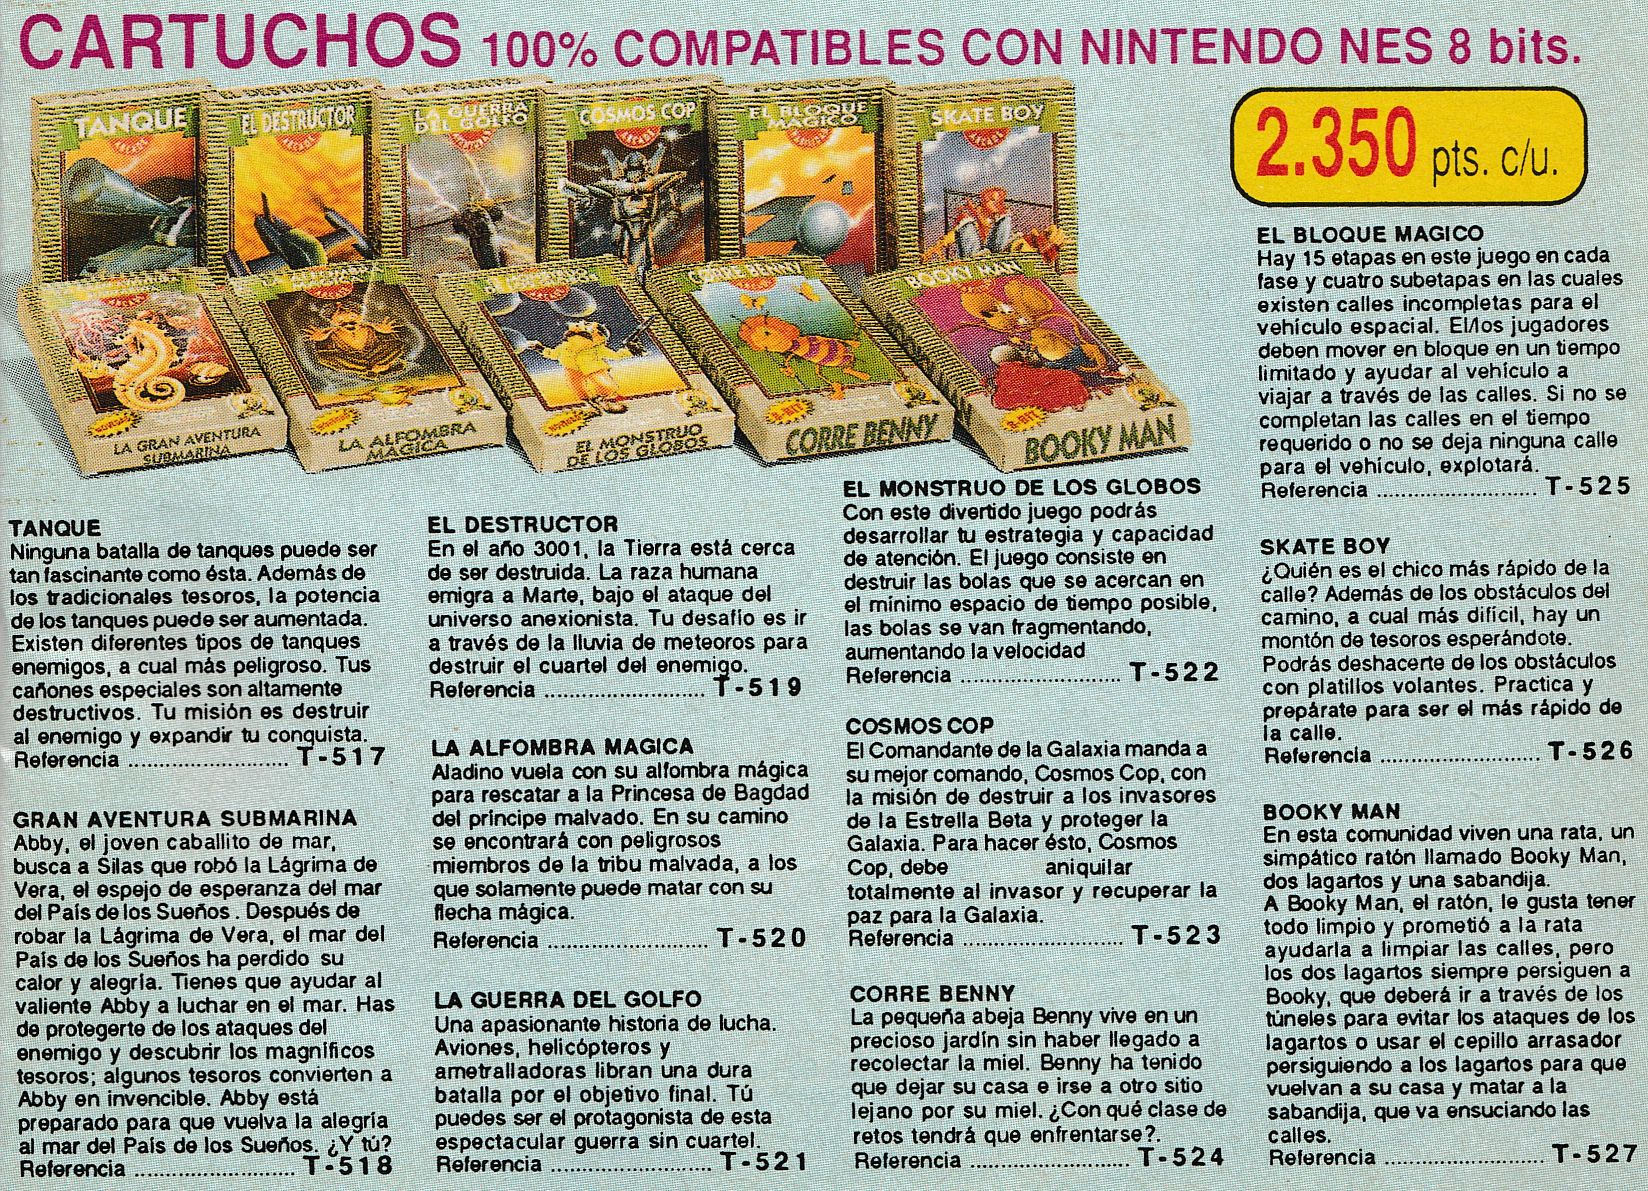 CARTUCHOS 100% COMPATIBLES CON NINTENDO NES 8 bits.
TANQUE
EL DESTRUCTOR
LA GUERRA
DEL GOLFO
COSMOS COP
EL BLOQUE
MAGICO
SKATE BOY
CORRE BENNY
BOOKY MAN
LA GRAN AVENTURA
SUBMARINA
LA ALFOMBRA
MAGICA
EL MONSTRUO
DE LOS GLOBOS
8-BIT
CORRE BENNY
8-BIT
BOOKY MAN
2.350 pts. c/u.
TANQUE
Ninguna batalla de tanques puede ser
tan fascinante como ésta. Además de
los tradicionales tesoros, la potencia
de los tanques puede ser aumentada.
Existen diferentes tipos de tanques
enemigos, a cual más peligroso. Tus
cañones especiales son altamente
destructivos. Tu misión es destruir
al enemigo y expandir tu conquista.
Referencia .......................... T-517
GRAN AVENTURA SUBMARINA
Abby, el joven caballito de mar,
busca a Silas que robó la Lágrima de
Vera, el espejo de esperanza del mar
del País de los Sueños . Después de
robar la Lágrima de Vera, el mar del
País de los Sueños ha perdido su
calor y alegría. Tienes que ayudar al
valiente Abby a luchar en el mar. Has
de protegerte de los ataques del
enemigo y descubrir los magníficos
tesoros; algunos tesoros convierten a
Abby en invencible. Abby está
preparado para que vuelva la alegría
al mar del País de los Sueños. ¿Y tú?
Referencia .......................... T-518
EL DESTRUCTOR
En el año 3001, la Tierra está cerca
de ser destruida. La raza humana
emigra a Marte, bajo el ataque del
universo anexionista. Tu desafío es ir
a través de la lluvia de meteoros para
destruir el cuartel del enemigo.
Referencia .......................... T-519
LA ALFOMBRA MAGICA
Aladino vuela con su alfombra mágica
para rescatar a la Princesa de Bagdad
del príncipe malvado. En su camino
se encontrará con peligrosos
miembros de la tribu malvada, a los
que solamente puede matar con su
flecha mágica.
Referencia .......................... T-520
LA GUERRA DEL GOLFO
Una apasionante historia de lucha.
Aviones, helicópteros y
ametralladoras libran una dura
batalla por el objetivo final. Tú
puedes ser el protagonista de esta
espectacular guerra sin cuartel.
Referencia .......................... T-521
EL MONSTRUO DE LOS GLOBOS
Con este divertido juego podrás
desarrollar tu estrategia y capacidad
de atención. El juego consiste en
destruir las bolas que se acercan en
el mínimo espacio de tiempo posible,
las bolas se van fragmentando,
aumentando la velocidad
Referencia .......................... T-522
COSMOS COP
El Comandante de la Galaxia manda a
su mejor comando, Cosmos Cop, con
la misión de destruir a los invasores
de la Estrella Beta y proteger la
Galaxia. Para hacer ésto, Cosmos
Cop, debe aniquilar
totalmente al invasor y recuperar la
paz para la Galaxia.
Referencia .......................... T-523
CORRE BENNY
La pequeña abeja Benny vive en un
precioso jardín sin haber llegado a
recolectar la miel. Benny ha tenido
que dejar su casa e irse a otro sitio
lejano por su miel. ¿Con qué clase de
retos tendrá que enfrentarse?.
Referencia .......................... T-524
EL BLOQUE MAGICO
Hay 15 etapas en este juego en cada
fase y cuatro subetapas en las cuales
existen calles incompletas para el
vehículo espacial. El/los jugadores
deben mover en bloque en un tiempo
limitado y ayudar al vehículo a
viajar a través de las calles. Si no se
completan las calles en el tiempo
requerido o no se deja ninguna calle
para el vehículo, explotará.
Referencia .......................... T-525
SKATE BOY
¿Quién es el chico más rápido de la
calle? Además de los obstáculos del
camino, a cual más difícil, hay un
montón de tesoros esperándote.
Podrás deshacerte de los obstáculos
con platillos volantes. Practica y
prepárate para ser el más rápido de
la calle.
Referencia .......................... T-526
BOOKY MAN
En esta comunidad viven una rata, un
simpático ratón llamado Booky Man,
dos lagartos y una sabandija.
A Booky Man, el ratón, le gusta tener
todo limpio y prometió a la rata
ayudarla a limpiar las calles, pero
los dos lagartos siempre persiguen a
Booky, que deberá ir a través de los
túneles para evitar los ataques de los
lagartos o usar el cepillo arrasador
persiguiendo a los lagartos para que
vuelvan a su casa y matar a la
sabandija, que va ensuciando las
calles.
Referencia .......................... T-527